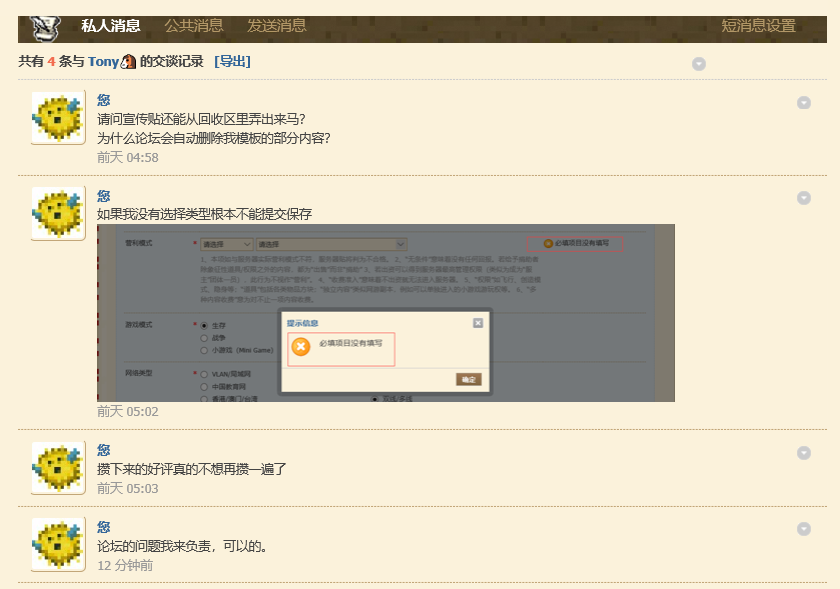 私人消息 公共消息 发送消息 短消息设置
共有 4 条与 Tony 的交谈记录 [导出]
您
请问宣传贴还能从回收区里弄出来马?
为什么论坛会自动删除我模板的部分内容?
前天 04:58
您
如果我没有选择类型根本不能提交保存
营利模式 * 请选择 请选择 必填项目没有填写
提示信息
必填项目没有填写
确定
游戏模式 * 生存
战争
小游戏 (Mini Game)
网络类型 * VLAN/局域网
中国教育网
香港/澳门/台湾 双线/多线
前天 05:02
您
攒下来的好评真的不想再攒一遍了
前天 05:03
您
论坛的问题我来负责，可以的。
12 分钟前